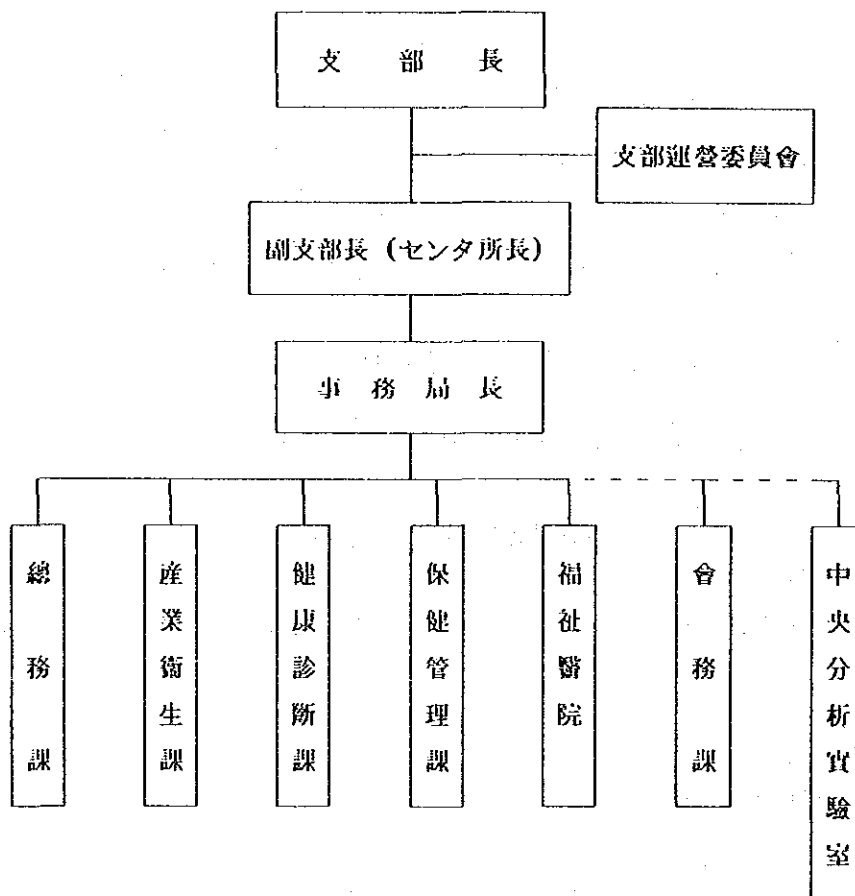 支部長
支部運營委員會
副支部長（センタ所長）
事務局長
總務課
産業衛生課
健康診断課
保健管理課
福祉醫院
會務課
中央分析實驗室